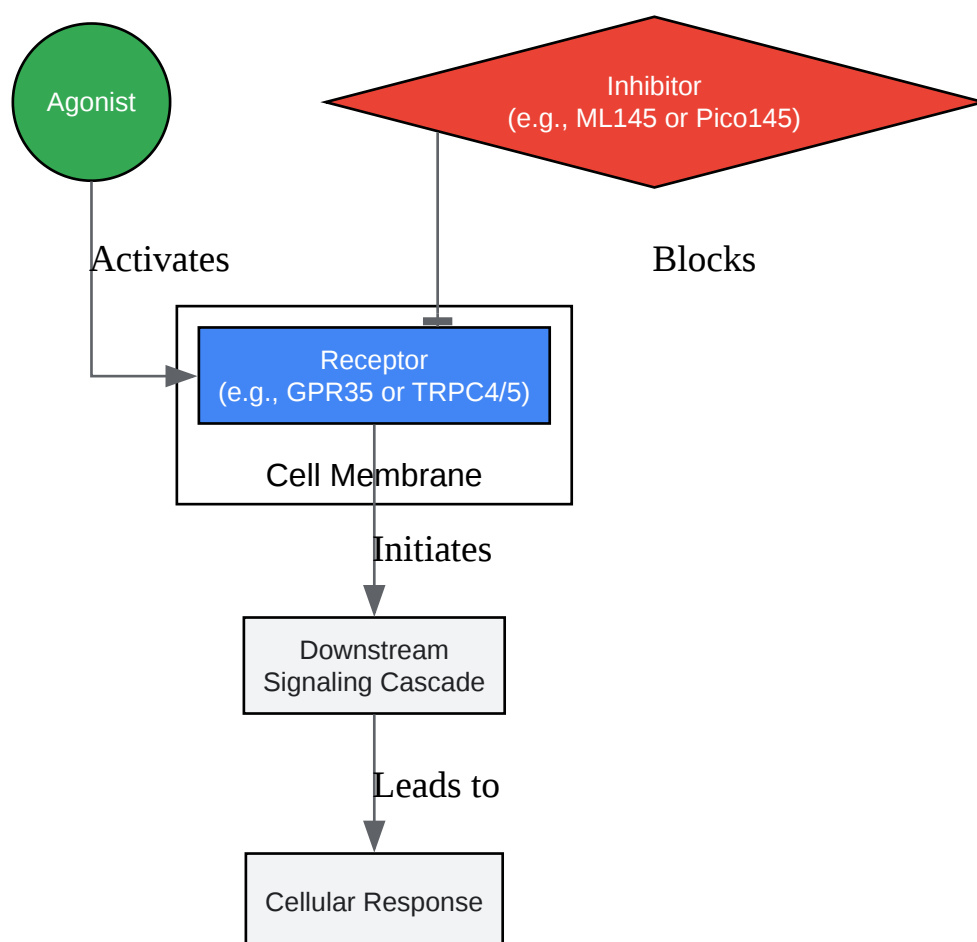 Agonist
Inhibitor
(e.g., ML145 or Pico145)
Activates
Blocks
Receptor
(e.g., GPR35 or TRPC4/5)
Cell Membrane
Initiates
Downstream
Signaling Cascade
Leads to
Cellular Response